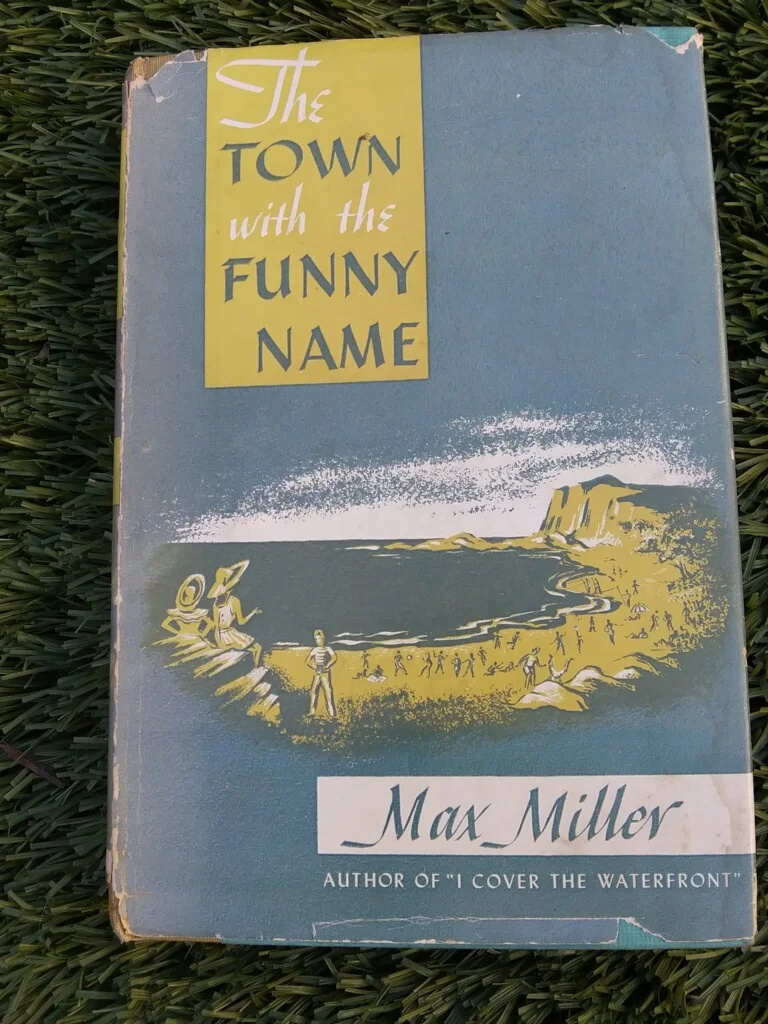 The
TOWN
with the
FUNNY
NAME
Max Miller
AUTHOR OF "I COVER THE WATERFRONT"